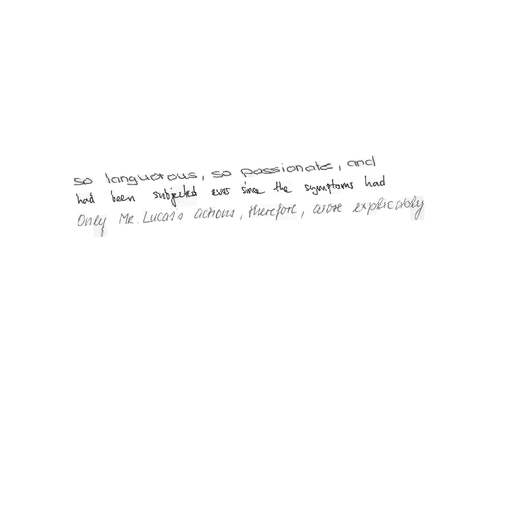 so languorous, so passionate, and
had been subjected ever since the symptoms had
Only Mr. Lucas's actions, therefore, were explicably